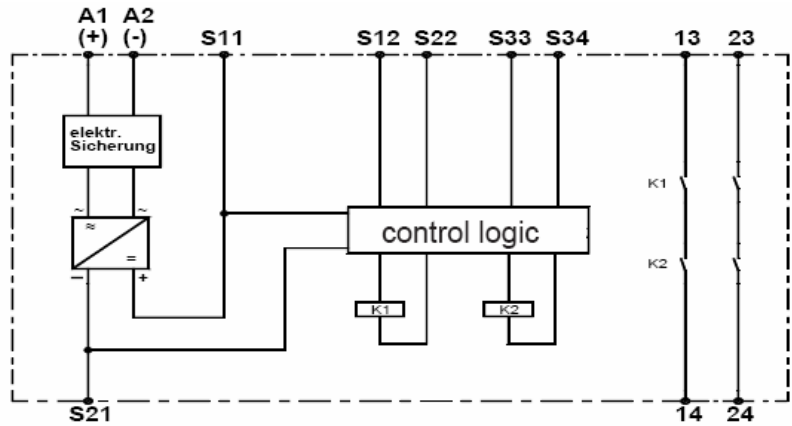 A1 A2
(+) (-) S11 S12 S22 S33 S34 13 23
elektr.
Sicherung
K1
~ ~
≈
control logic
=
K2
− +
K1 K2
S21 14 24